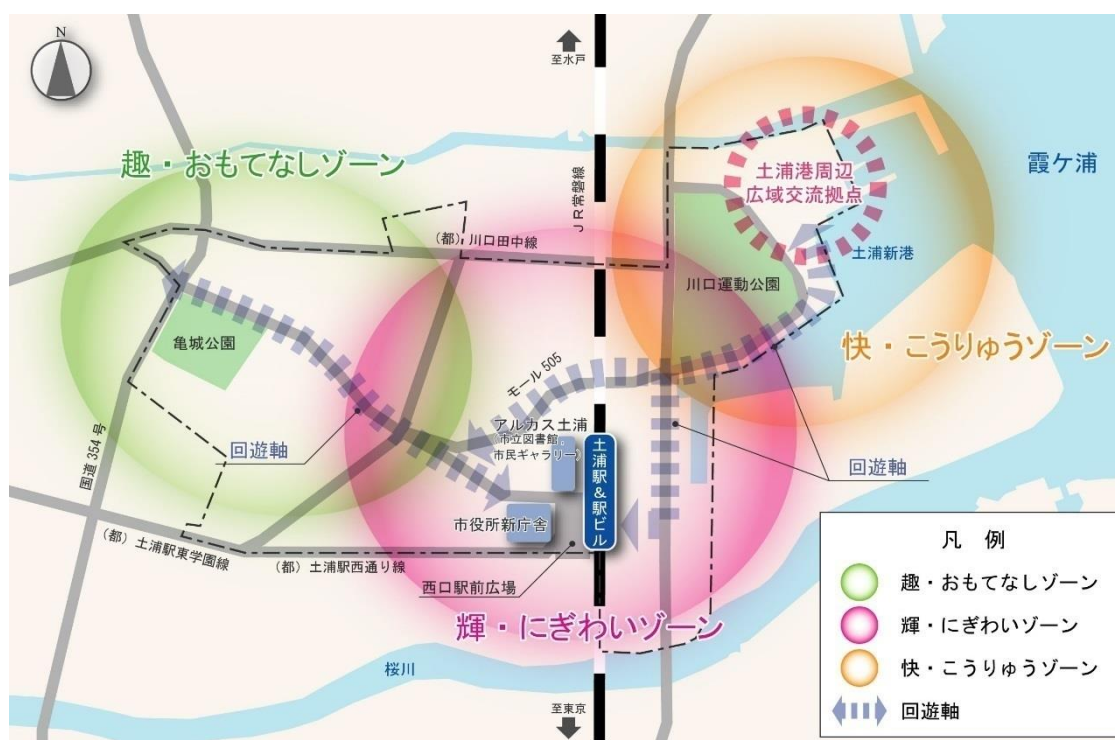 N
至水戸
趣・おもてなしゾーン
JR常磐線
土浦港周辺
広域交流拠点
霞ケ浦
(都)川口田中線
土浦新港
川口運動公園
亀城公園
快・こうりゅうゾーン
モール505
アルカス土浦
市立図書館
市民ギャラリー
国道354号
回遊軸
土浦駅&駅ビル
回遊軸
市役所新庁舎
(都)土浦駅東学園線
(都)土浦駅西通り線
西口駅前広場
輝・にぎわいゾーン
桜川
至東京
凡 例
趣・おもてなしゾーン
輝・にぎわいゾーン
快・こうりゅうゾーン
回遊軸